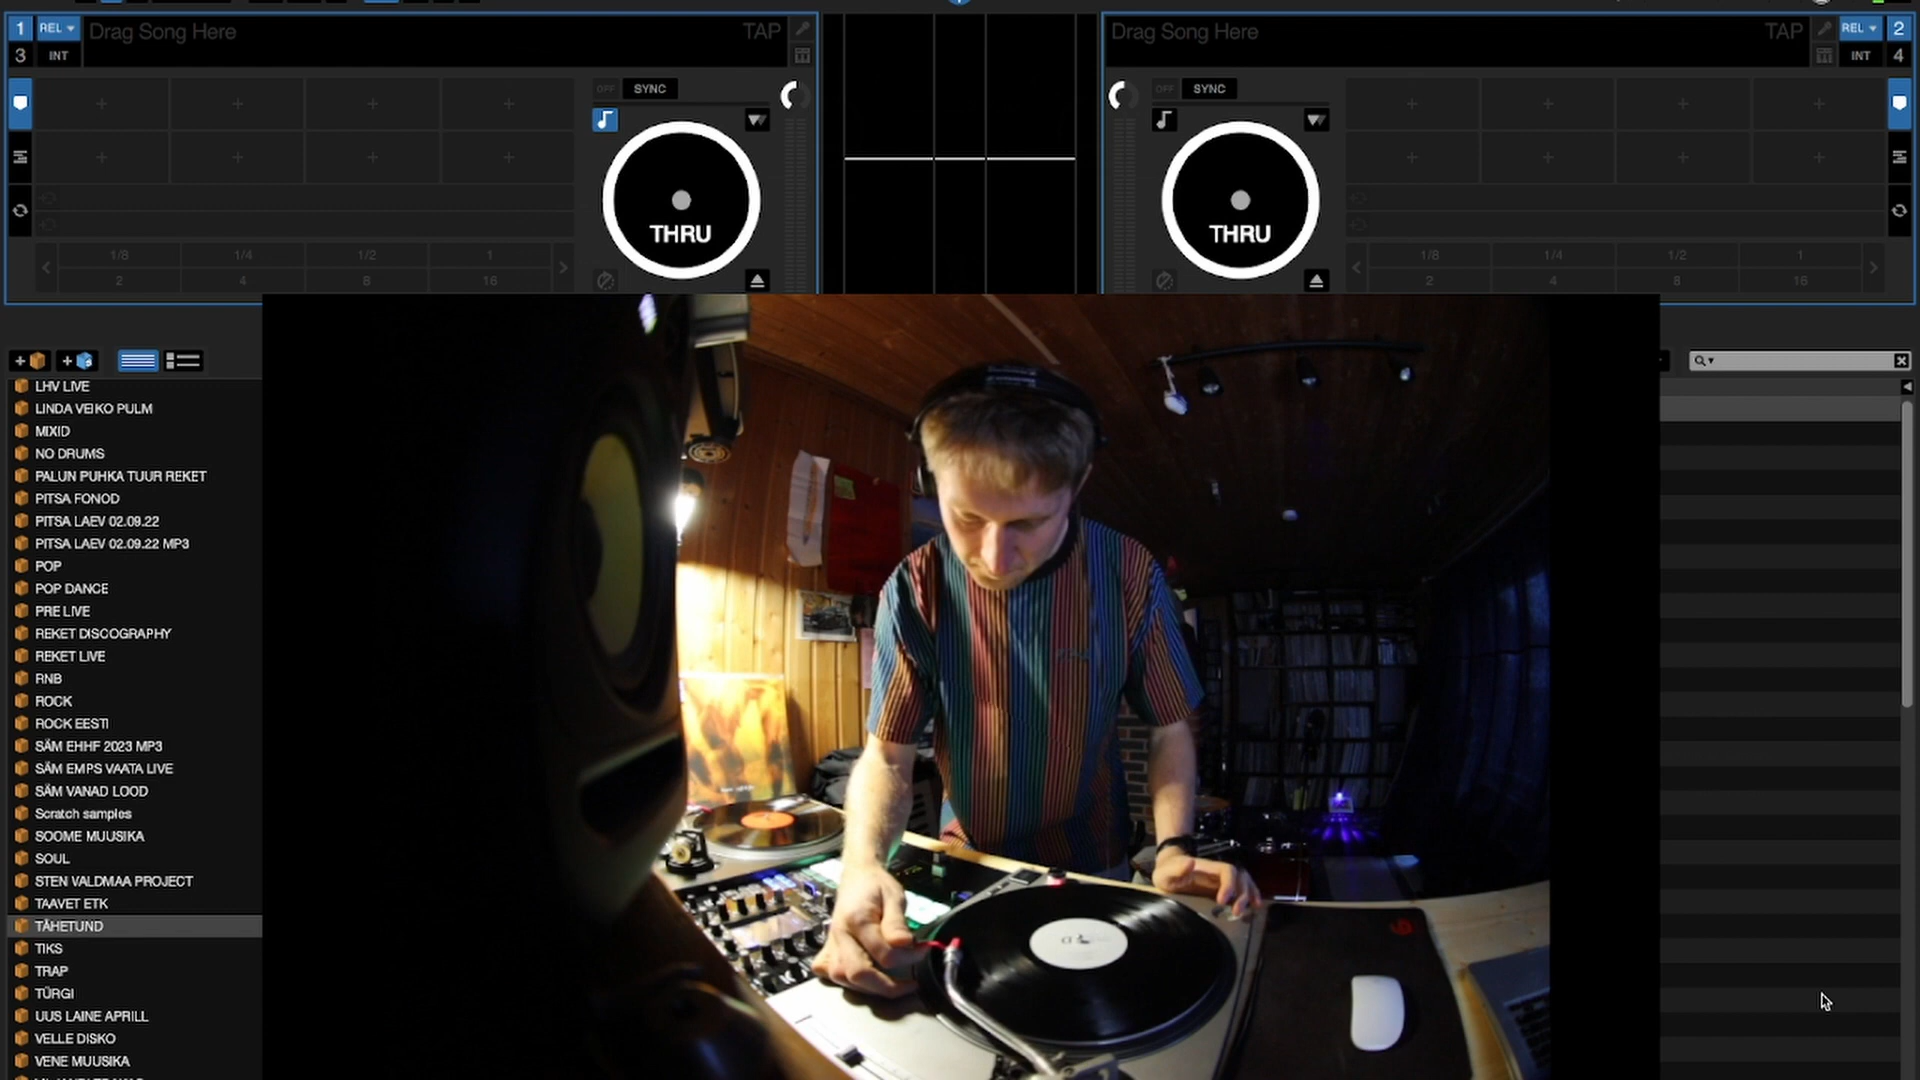 1 REL Drag Song Here TAP
3 INT
OFF SYNC
THRU
1/8 1/4 1/2 1
2 4 8 16
Drag Song Here TAP REL 2
INT 4
OFF SYNC
THRU
1/8 1/4 1/2 1
2 4 8 16
LHV LIVE
LINDA VEIKO PULM
MIXID
NO DRUMS
PALUN PUHKA TUUR REKET
PITSA FONOD
PITSA LAEV 02.09.22
PITSA LAEV 02.09.22 MP3
POP
POP DANCE
PRE LIVE
REKET DISCOGRAPHY
REKET LIVE
RNB
ROCK
ROCK EESTI
SÄM EHHF 2023 MP3
SÄM EMPS VAATA LIVE
SÄM VANAD LOOD
Scratch samples
SOOME MUUSIKA
SOUL
STEN VALDMAA PROJECT
TAAVET ETK
TÄHETUND
TIKS
TRAP
TÜRGI
UUS LAINE APRILL
VELLE DISKO
VENE MUUSIKA